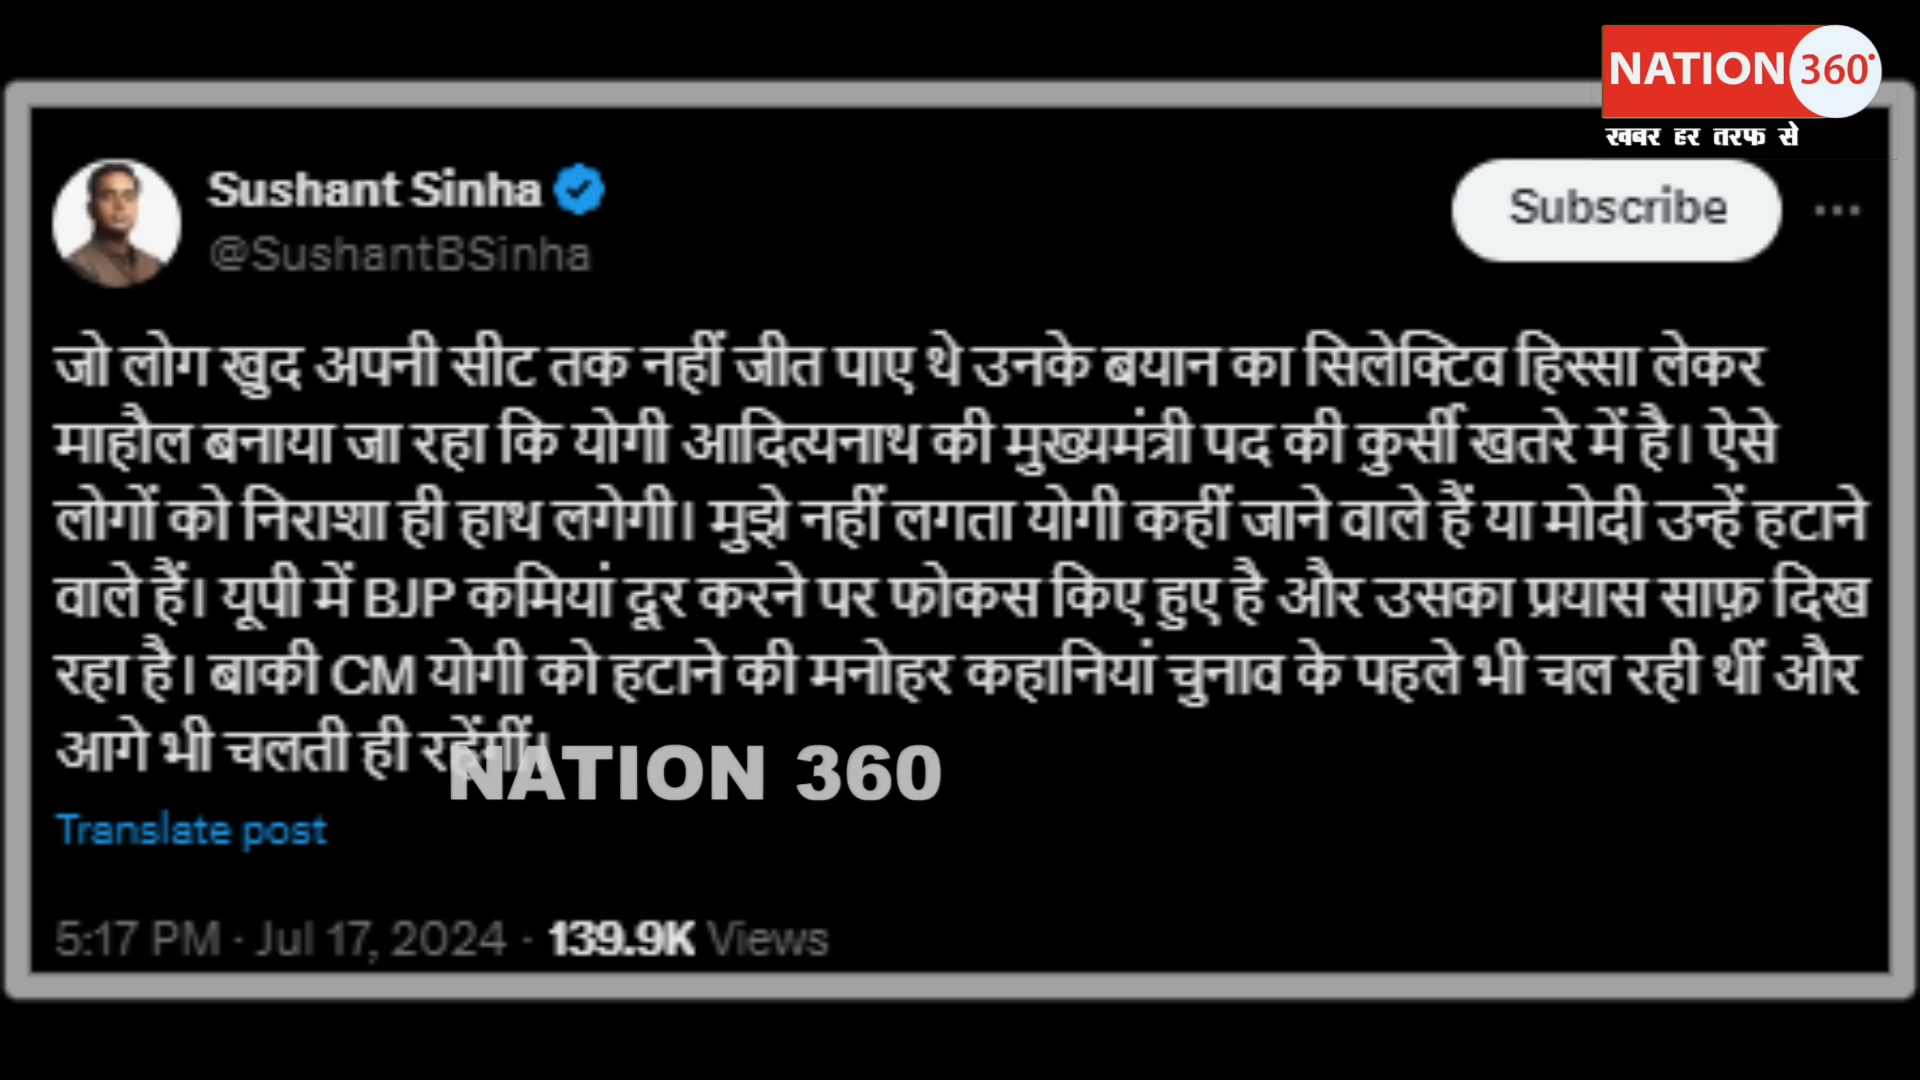 NATION 360°
खबर हर तरफ से
Sushant Sinha
@SushantBSinha
Subscribe
जो लोग खुद अपनी सीट तक नहीं जीत पाए थे उनके बयान का सिलेक्टिव हिस्सा लेकर
माहौल बनाया जा रहा कि योगी आदित्यनाथ की मुख्यमंत्री पद की कुर्सी खतरे में है। ऐसे
लोगों को निराशा ही हाथ लगेगी। मुझे नहीं लगता योगी कहीं जाने वाले हैं या मोदी उन्हें हटाने
वाले हैं। यूपी में BJP कमियां दूर करने पर फोकस किए हुए है और उसका प्रयास साफ़ दिख
रहा है। बाकी CM योगी को हटाने की मनोहर कहानियां चुनाव के पहले भी चल रही थीं और
आगे भी चलती ही रहेंगीं।
NATION 360
Translate post
5:17 PM · Jul 17, 2024 · 139.9K Views